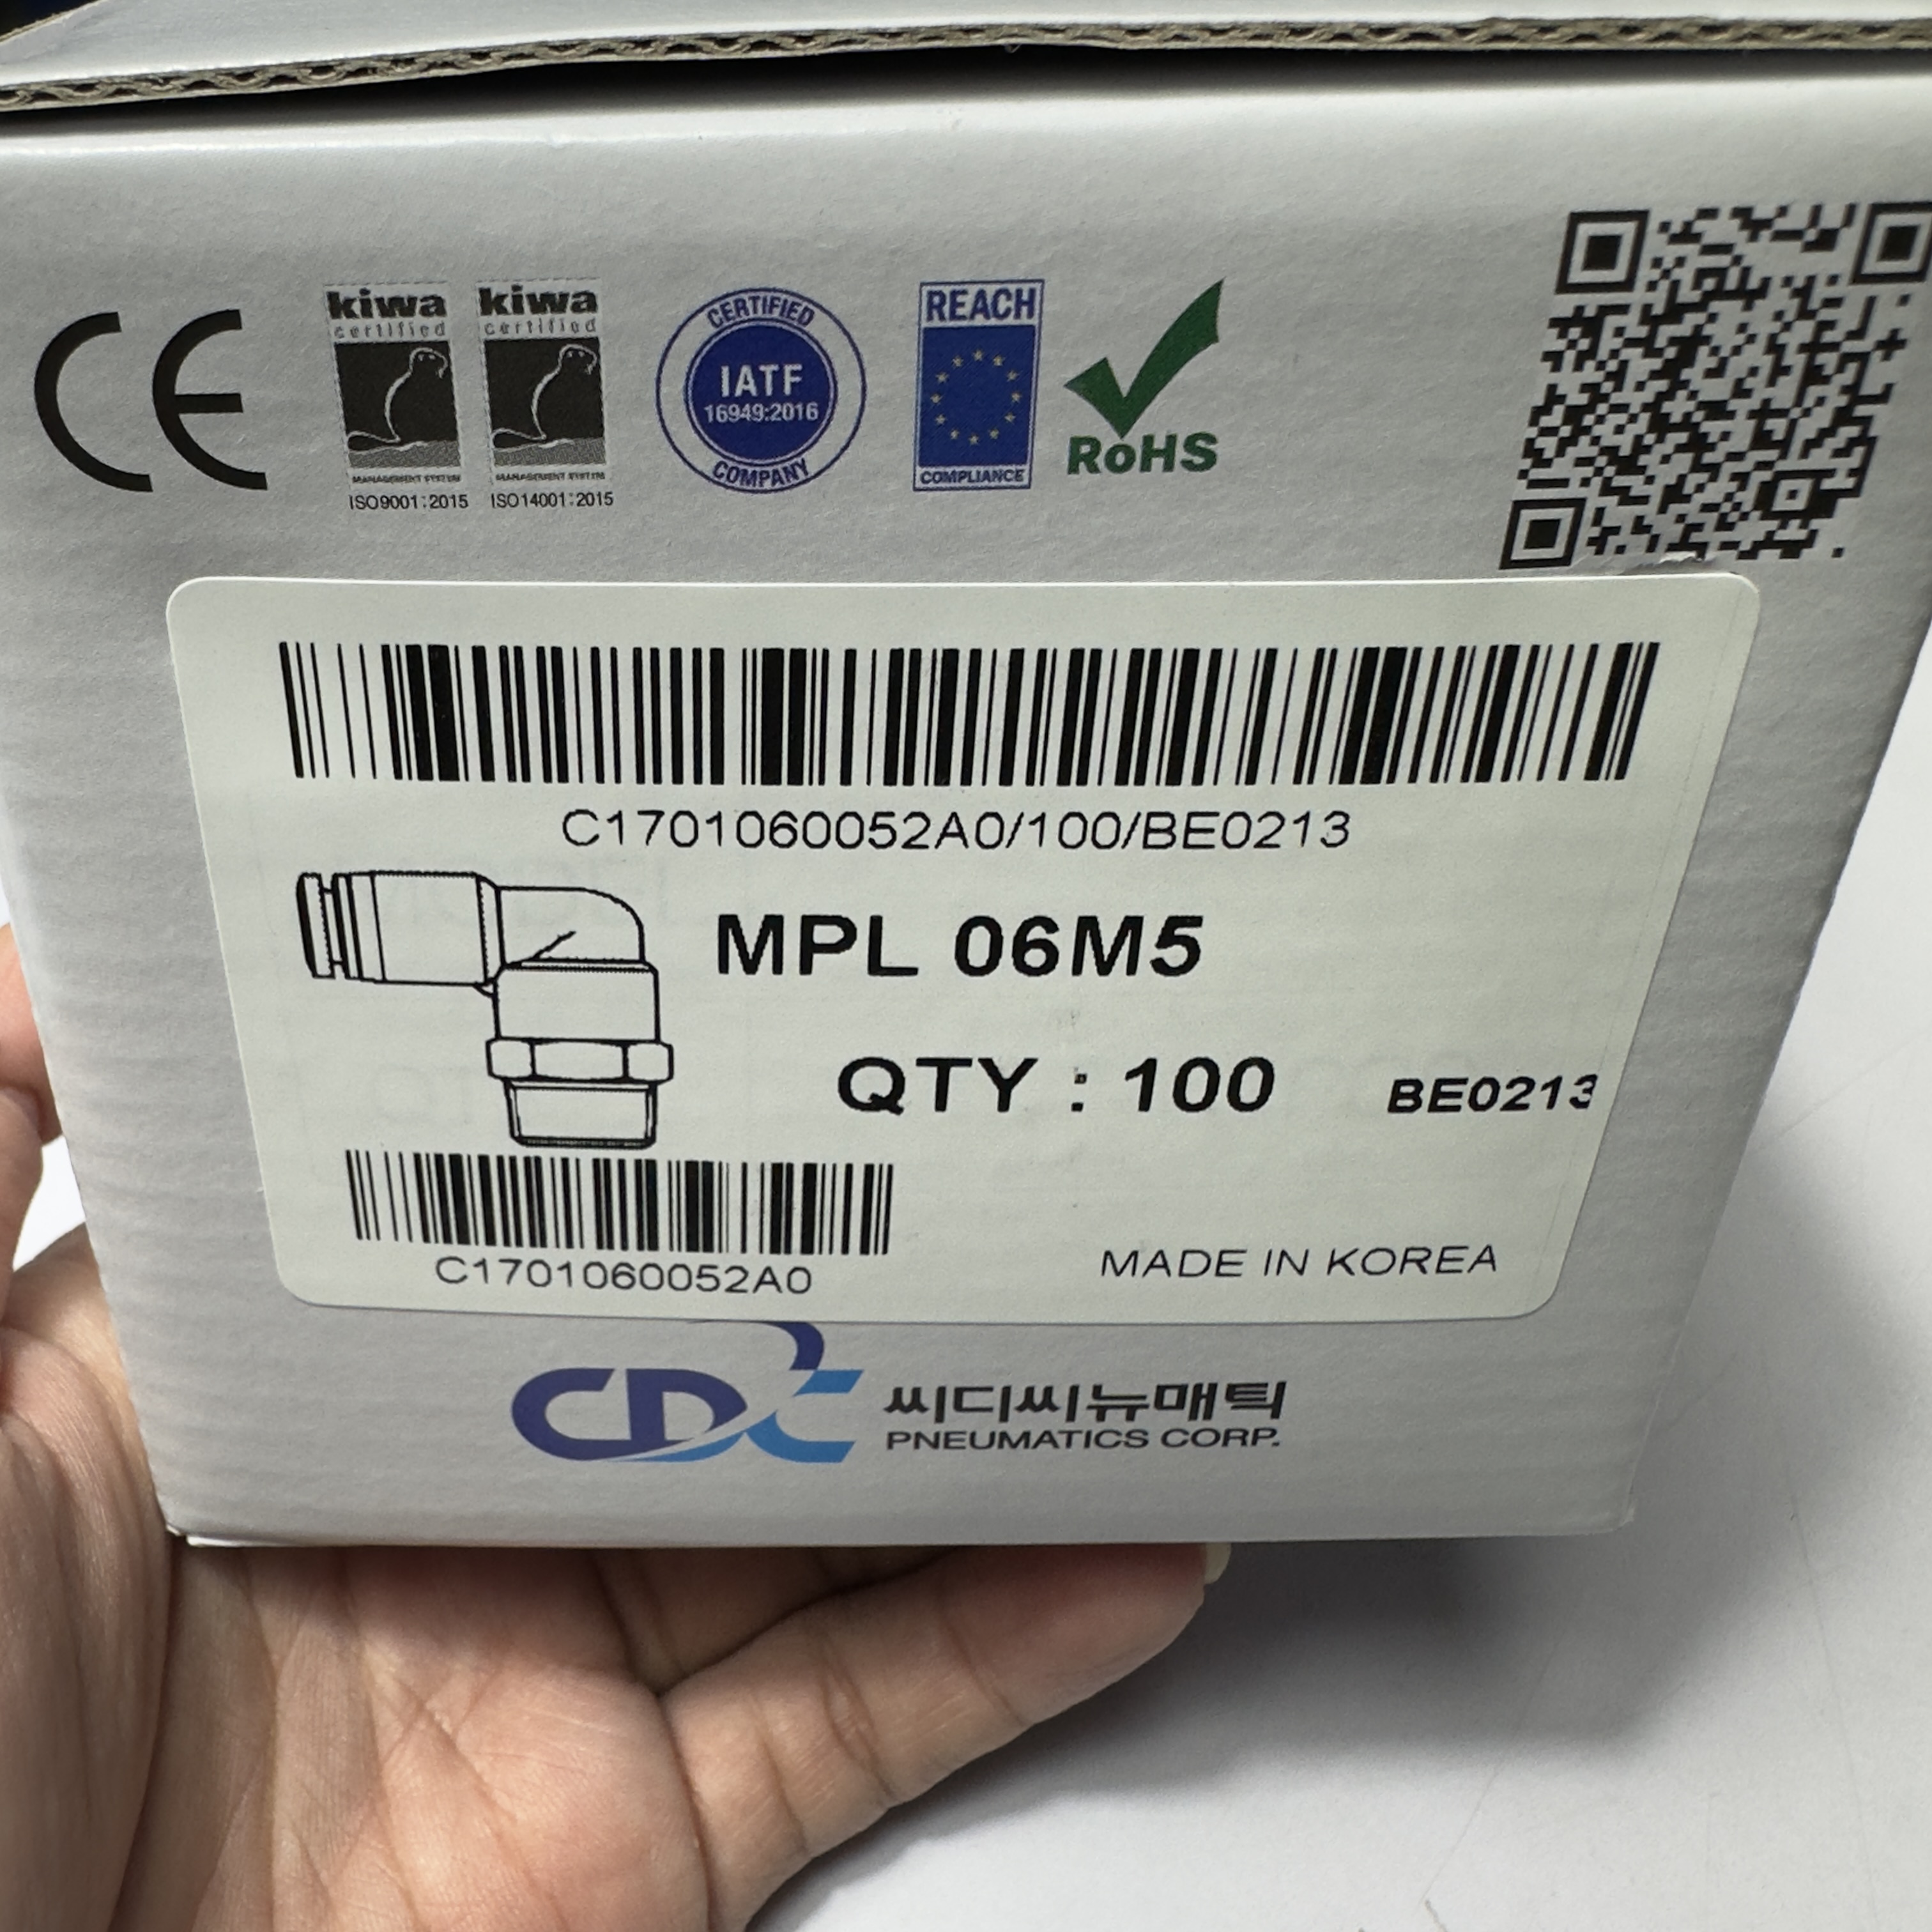 CE
kiwa
certified
MANAGEMENT SYSTEM
ISO9001:2015
kiwa
certified
MANAGEMENT SYSTEM
ISO14001:2015
CERTIFIED
IATF
16949:2016
COMPANY
REACH
COMPLIANCE
RoHS
C1701060052A0/100/BE0213
MPL 06M5
QTY : 100
BE0213
C1701060052A0
MADE IN KOREA
CDC
씨디씨뉴매틱
PNEUMATICS CORP.